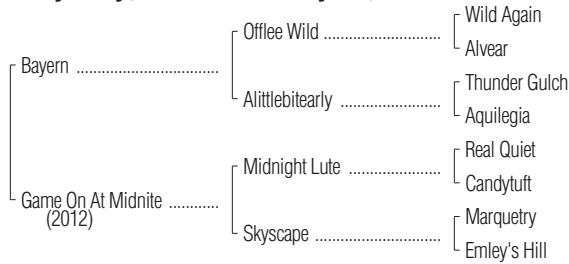 Wild Again
Offlee Wild ..............................
Alvear
Bayern ....................................
Thunder Gulch
Alittlebitearly ...........................
Aquilegia
Real Quiet
Midnight Lute .......................
Candytuft
Game On At Midnite ............
(2012)
Marquetry
Skyscape ................................
Emley's Hill